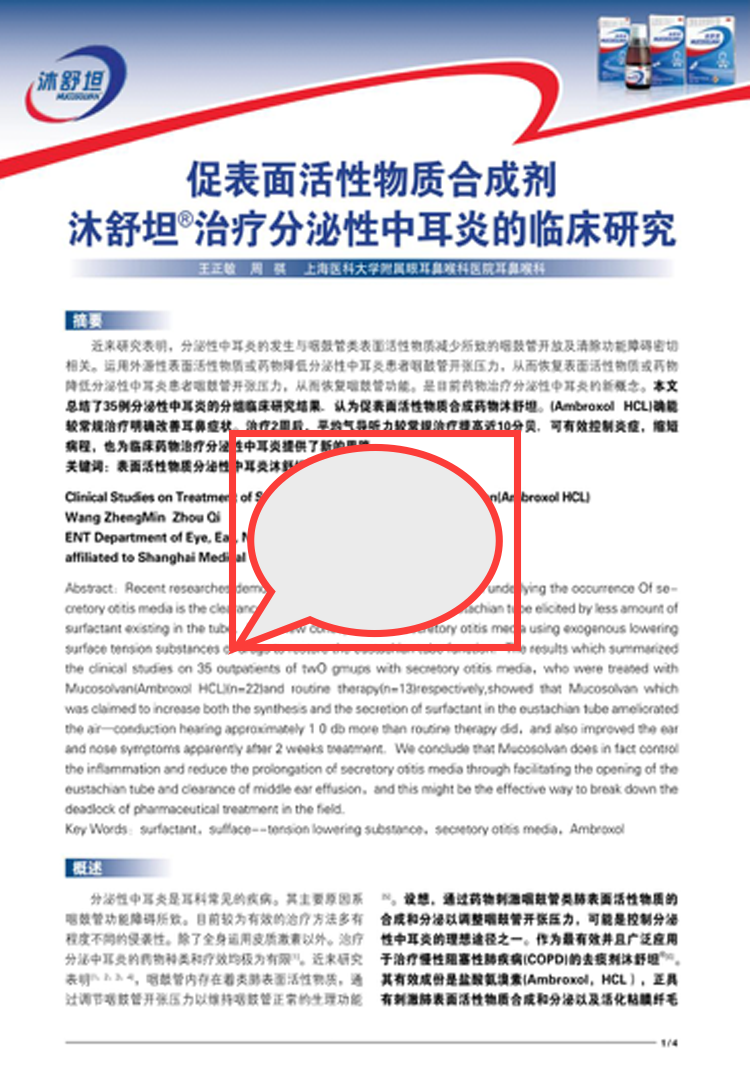 沐舒坦
MUCOSOLVAN
促表面活性物质合成剂
沐舒坦®治疗分泌性中耳炎的临床研究
王正敏 周祺 上海医科大学附属眼耳鼻喉科医院耳鼻喉科
摘要
近来研究表明，分泌性中耳炎的发生与咽鼓管类表面活性物质减少所致的咽鼓管开放及清除功能障碍密切
相关。运用外源性表面活性物质或药物降低分泌性中耳炎患者咽鼓管开张压力，从而恢复表面活性物质或药物
降低分泌性中耳炎患者咽鼓管开张压力，从而恢复咽鼓管功能。是目前药物治疗分泌性中耳炎的新概念。本文
总结了35例分泌性中耳炎的分组临床研究结果．认为促表面活性物质合成药物沐舒坦。(Ambroxol HCL)确能
较常规治疗明确改善耳鼻症状，治疗2周后，平均气导听力较常规治疗提高近10分贝．可有效控制炎症，缩短
病程，也为临床药物治疗分泌性中耳炎提供了新的
关键词：表面活性物质分泌性中耳炎沐舒
Clinical Studies on Treatment of (Ambroxol HCL)
Wang ZhengMin Zhou Qi
ENT Department of Eye, Ear,
affiliated to Shanghai Medical
Abstract: Recent researches underlying the occurrence Of se-
cretory otitis media is the tube elicited by less amount of
surfactant existing in the tube secretory otitis media using exogenous lowering
surface tension substances results which summarized
the clinical studies on 35 outpatients of twO gmups with secretory otitis media, who were treated with
Mucosolvan(Ambroxol HCL)(n=22)and routine therapy(n=13)respectively,showed that Mucosolvan which
was claimed to increase both the synthesis and the secretion of surfactant in the eustachian tube ameliorated
the air—conduction hearing approximately 1 0 db more than routine therapy did, and also improved the ear
and nose symptoms apparently after 2 weeks treatment. We conclude that Mucosolvan does in fact control
the inflammation and reduce the prolongation of secretory otitis media through facilitating the opening of the
eustachian tube and clearance of middle ear effusion, and this might be the effective way to break down the
deadlock of pharmaceutical treatment in the field.
Key Words: surfactant, sufface--tension lowering substance, secretory otitis media, Ambroxol
概述
分泌性中耳炎是耳科常见的疾病。其主要原因系
咽鼓管功能障碍所致。目前较为有效的治疗方法多有
程度不同的侵袭性。除了全身运用皮质激素以外。治疗
分泌中耳炎的药物种类和疗效均极为有限[1]。近来研究
表明[1, 2, 3, 4]，咽鼓管内存在着类肺表面活性物质，通
过调节咽鼓管开张压力以维持咽鼓管正常的生理功能
[5]。设想，通过药物刺激咽鼓管类肺表面活性物质的
合成和分泌以调整咽鼓管开张压力，可能是控制分泌
性中耳炎的理想途径之一。作为最有效并且广泛应用
于治疗慢性阻塞性肺疾病(COPD)的去痰剂沐舒坦®[6]。
其有效成份是盐酸氨溴素(Ambroxol, HCL)，正具
有刺激肺表面活性物质合成和分泌以及活化粘膜纤毛
1/4